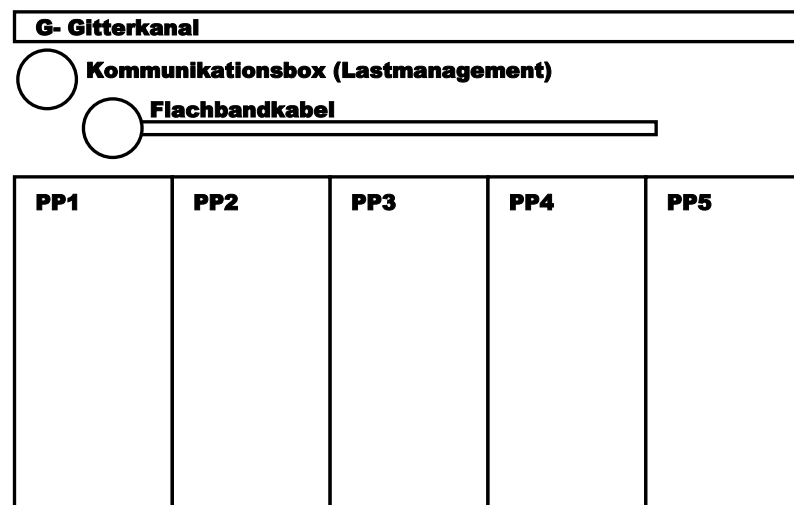 G- Gitterkanal
Kommunikationsbox (Lastmanagement)
Flachbandkabel
PP1 PP2 PP3 PP4 PP5